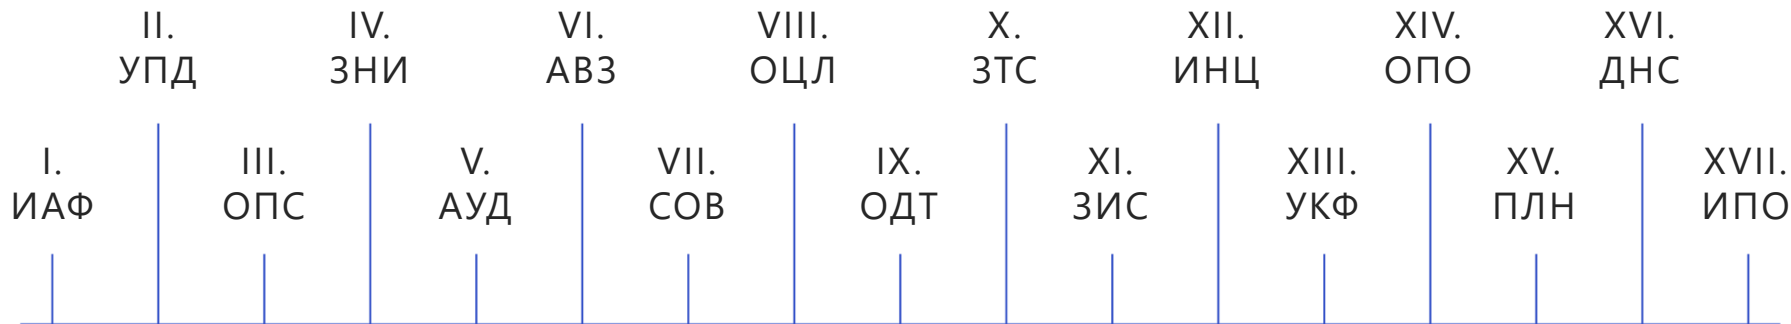 I.
ИАФ
II.
УПД
III.
ОПС
IV.
ЗНИ
V.
АУД
VI.
АВЗ
VII.
СОВ
VIII.
ОЦЛ
IX.
ОДТ
X.
ЗТС
XI.
ЗИС
XII.
ИНЦ
XIII.
УКФ
XIV.
ОПО
XV.
ПЛН
XVI.
ДНС
XVII.
ИПО